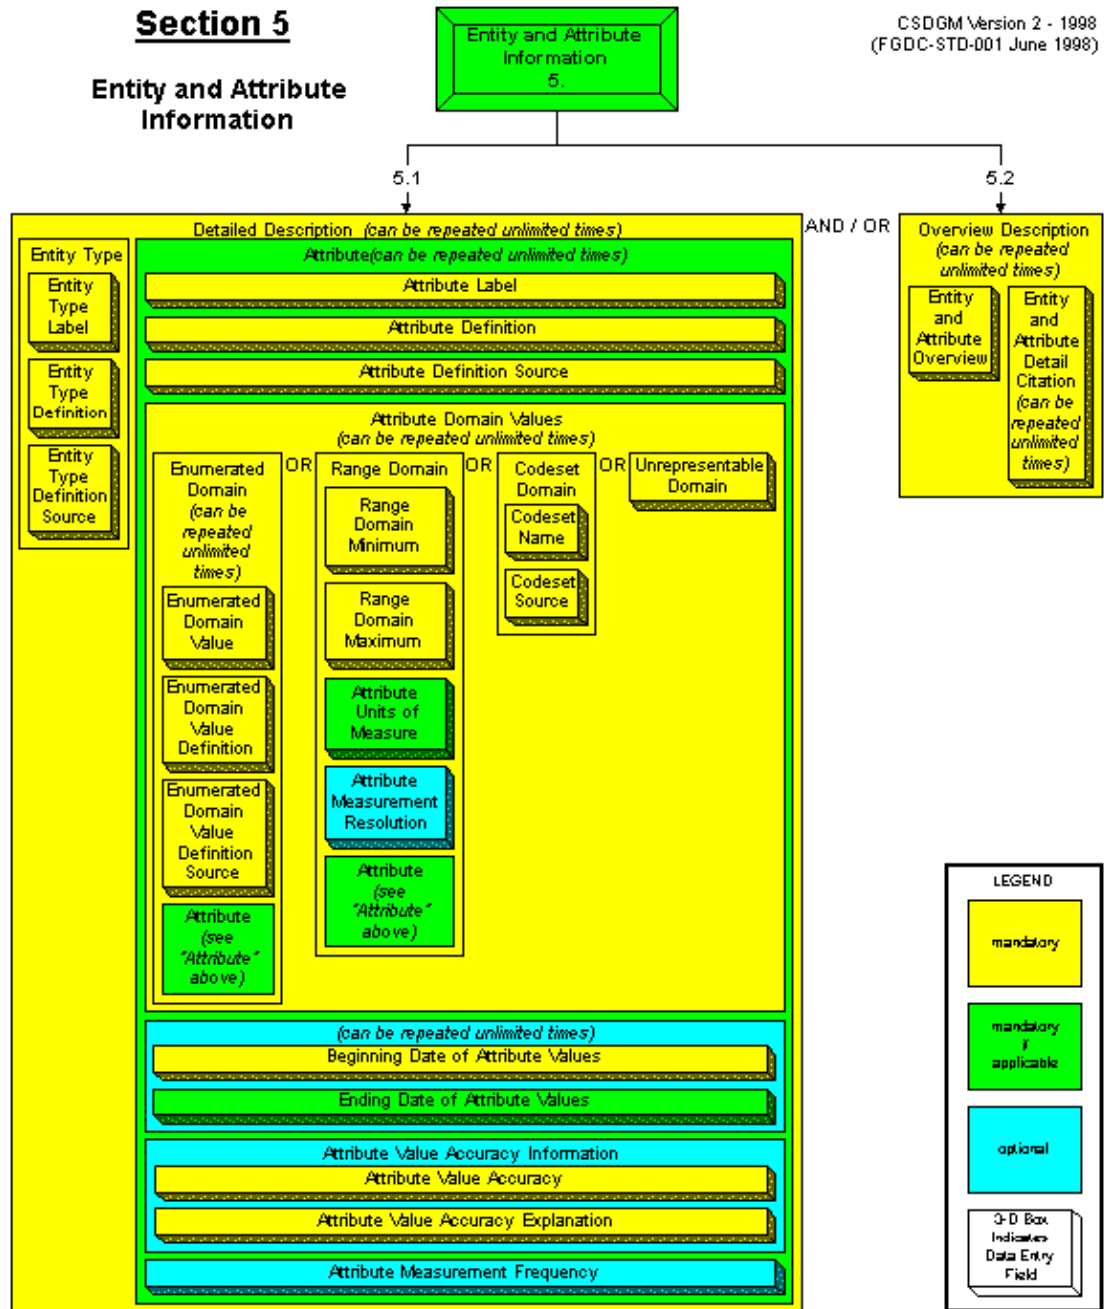 Section 5
Entity and Attribute
Information
Entity and Attribute
Information
5.
CSDGM Version 2 - 1998
(FGDC-STD-001 June 1998)
5.1
5.2
Detailed Description (can be repeated unlimited times)
AND / OR
Overview Description
(can be repeated
unlimited times)
Entity
and
Attribute
Overview
Entity
and
Attribute
Detail
Citation
(can be
repeated
unlimited
times)
Entity Type
Entity
Type
Label
Entity
Type
Definition
Entity
Type
Definition
Source
Attribute(can be repeated unlimited times)
Attribute Label
Attribute Definition
Attribute Definition Source
Attribute Domain Values
(can be repeated unlimited times)
Enumerated
Domain
(can be
repeated
unlimited
times)
Enumerated
Domain
Value
Enumerated
Domain
Value
Definition
Enumerated
Domain
Value
Definition
Source
Attribute
(see
"Attribute"
above)
OR
Range Domain
Range
Domain
Minimum
Range
Domain
Maximum
Attribute
Units of
Measure
Attribute
Measurement
Resolution
Attribute
(see
"Attribute"
above)
OR
Codeset
Domain
Codeset
Name
Codeset
Source
OR
Unrepresentable
Domain
(can be repeated unlimited times)
Beginning Date of Attribute Values
Ending Date of Attribute Values
Attribute Value Accuracy Information
Attribute Value Accuracy
Attribute Value Accuracy Explanation
Attribute Measurement Frequency
LEGEND
mandatory
mandatory
applicable
optional
3-D Box
Indicates
Data Entry
Field